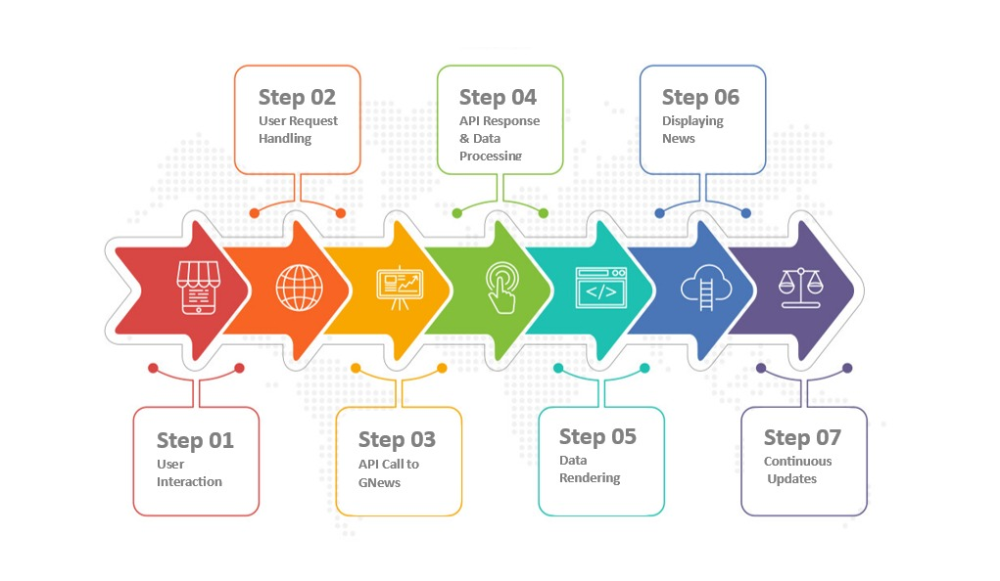 Step 02
User Request
Handling
Step 04
API Response
& Data
Processing
Step 06
Displaying
News
</>
Step 01
User
Interaction
Step 03
API Call to
GNews
Step 05
Data
Rendering
Step 07
Continuous
Updates